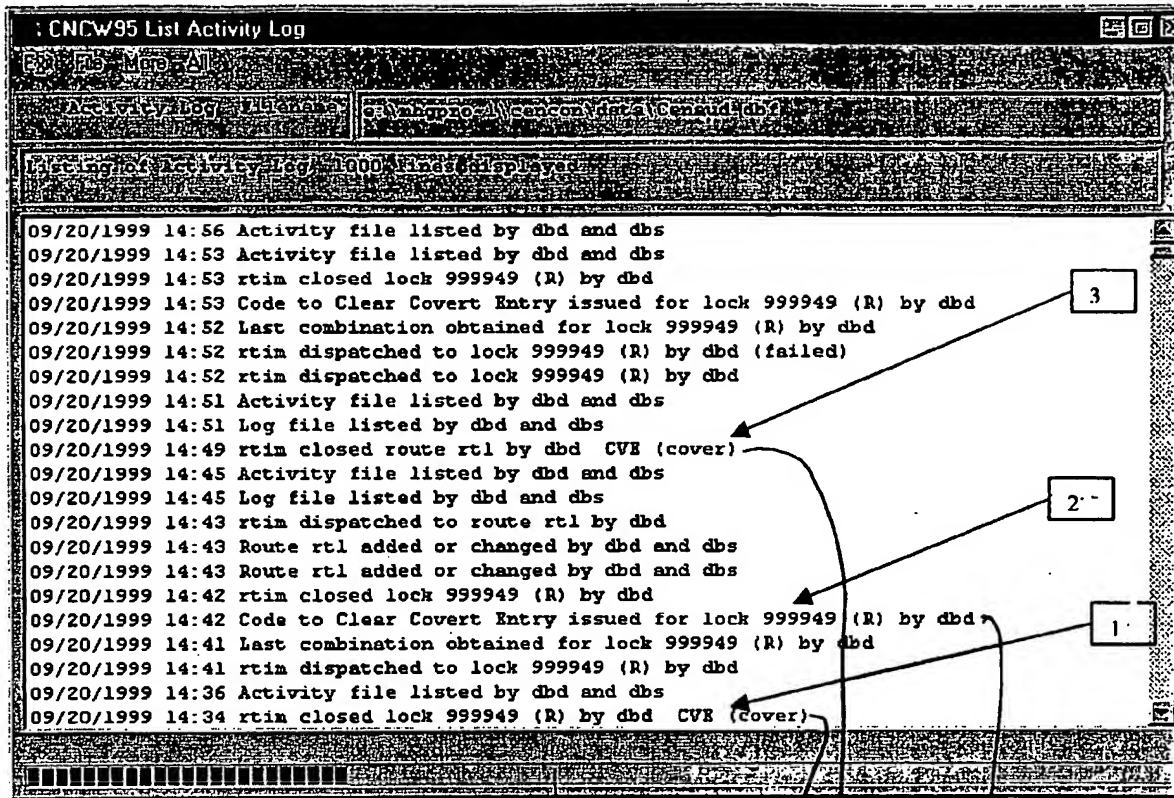 : CNCW95 List Activity Log
File More All
Activity Log Filename
Listing of Activity Log, 1000 lines displayed
09/20/1999 14:56 Activity file listed by dbd and dbs
09/20/1999 14:53 Activity file listed by dbd and dbs
09/20/1999 14:53 rtim closed lock 999949 (R) by dbd
09/20/1999 14:53 Code to Clear Covert Entry issued for lock 999949 (R) by dbd
09/20/1999 14:52 Last combination obtained for lock 999949 (R) by dbd
09/20/1999 14:52 rtim dispatched to lock 999949 (R) by dbd (failed)
09/20/1999 14:52 rtim dispatched to lock 999949 (R) by dbd
09/20/1999 14:51 Activity file listed by dbd and dbs
09/20/1999 14:51 Log file listed by dbd and dbs
09/20/1999 14:49 rtim closed route rt1 by dbd CVE (cover)
09/20/1999 14:45 Activity file listed by dbd and dbs
09/20/1999 14:45 Log file listed by dbd and dbs
09/20/1999 14:43 rtim dispatched to route rt1 by dbd
09/20/1999 14:43 Route rt1 added or changed by dbd and dbs
09/20/1999 14:43 Route rt1 added or changed by dbd and dbs
09/20/1999 14:42 rtim closed lock 999949 (R) by dbd
09/20/1999 14:42 Code to Clear Covert Entry issued for lock 999949 (R) by dbd
09/20/1999 14:41 Last combination obtained for lock 999949 (R) by dbd
09/20/1999 14:41 rtim dispatched to lock 999949 (R) by dbd
09/20/1999 14:36 Activity file listed by dbd and dbs
09/20/1999 14:34 rtim closed lock 999949 (R) by dbd CVE (cover)
3
2
1